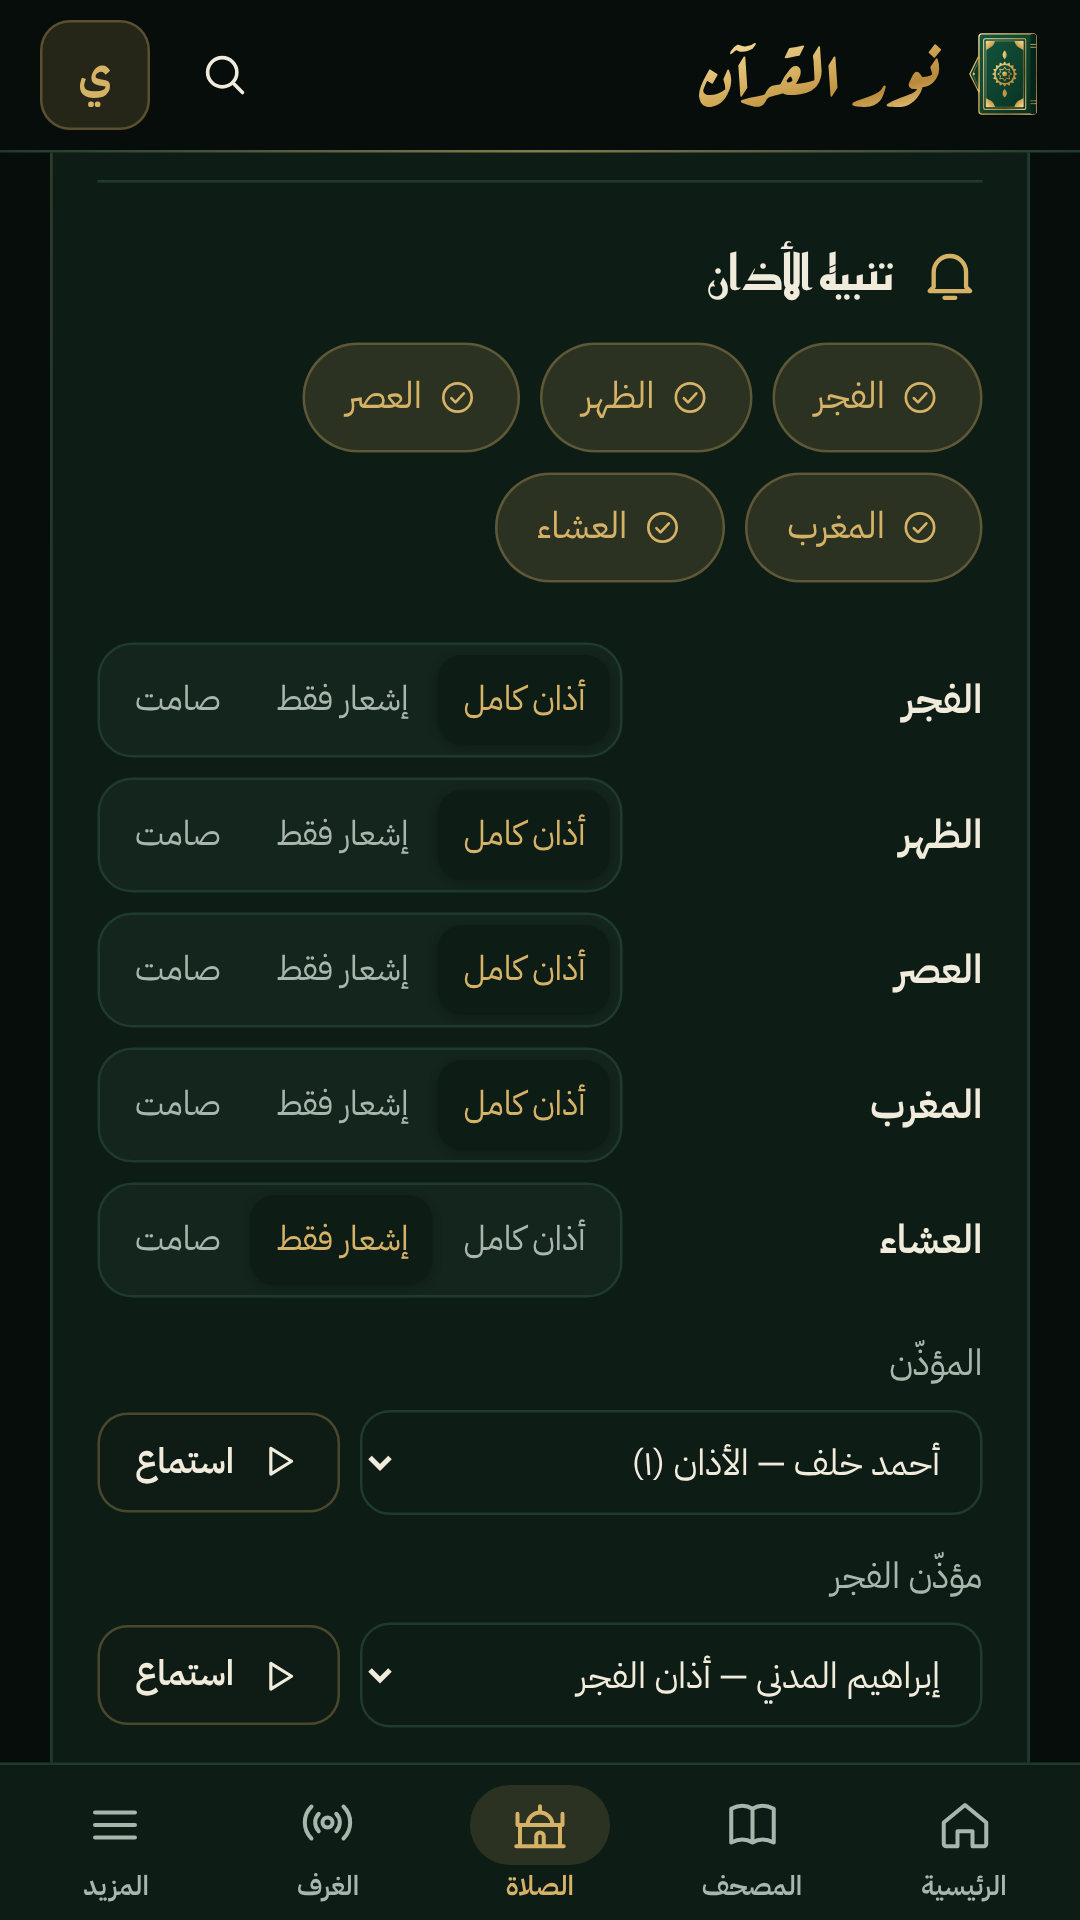 نور القرآن
ي
تنبيه الأذان
الفجر
الظهر
العصر
المغرب
العشاء
الفجر
أذان كامل
إشعار فقط
صامت
الظهر
أذان كامل
إشعار فقط
صامت
العصر
أذان كامل
إشعار فقط
صامت
المغرب
أذان كامل
إشعار فقط
صامت
العشاء
أذان كامل
إشعار فقط
صامت
المؤذّن
أحمد خلف — الأذان (١)
استماع
مؤذّن الفجر
إبراهيم المدني — أذان الفجر
استماع
الرئيسية
المصحف
الصلاة
الغرف
المزيد